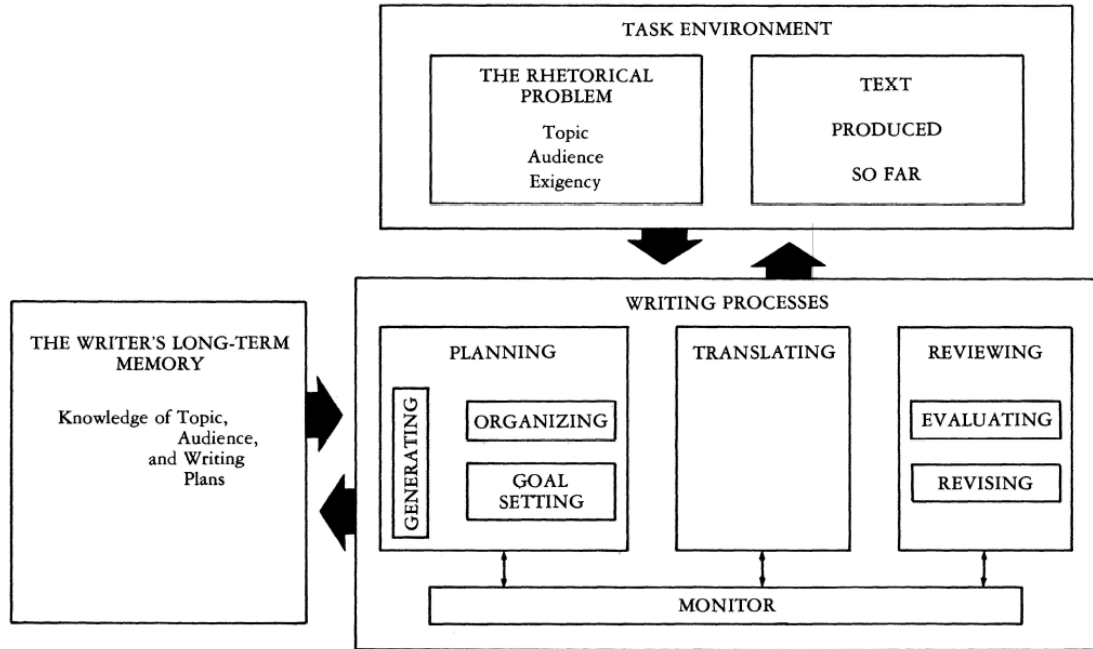 TASK ENVIRONMENT
THE RHETORICAL
PROBLEM
Topic
Audience
Exigency
TEXT
PRODUCED
SO FAR
THE WRITER'S LONG-TERM
MEMORY
Knowledge of Topic,
Audience,
and Writing
Plans
WRITING PROCESSES
PLANNING
GENERATING
ORGANIZING
GOAL
SETTING
TRANSLATING
REVIEWING
EVALUATING
REVISING
MONITOR